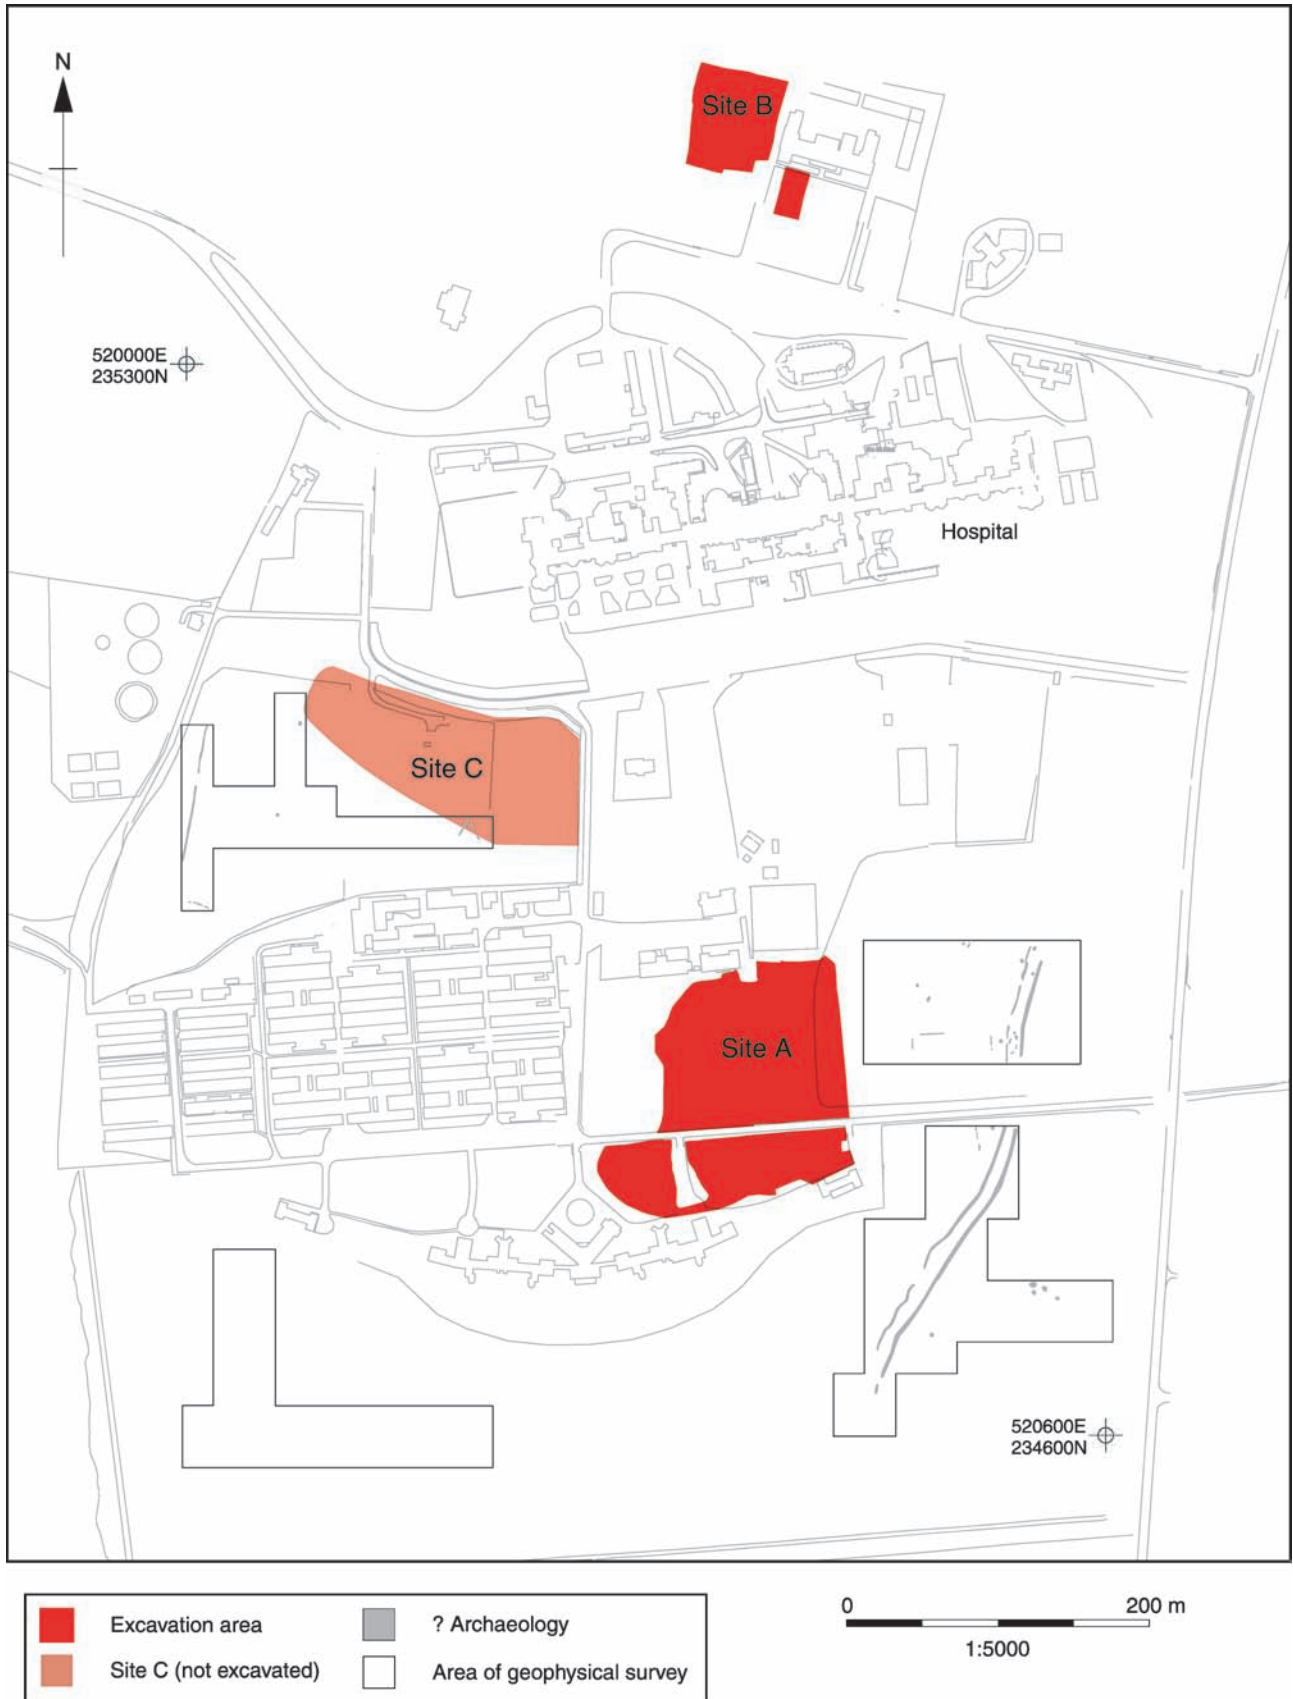 N
Site B
520000E
235300N
Hospital
Site C
Site A
520600E
234600N
Excavation area
? Archaeology
Site C (not excavated)
Area of geophysical survey
0 200 m
1:5000